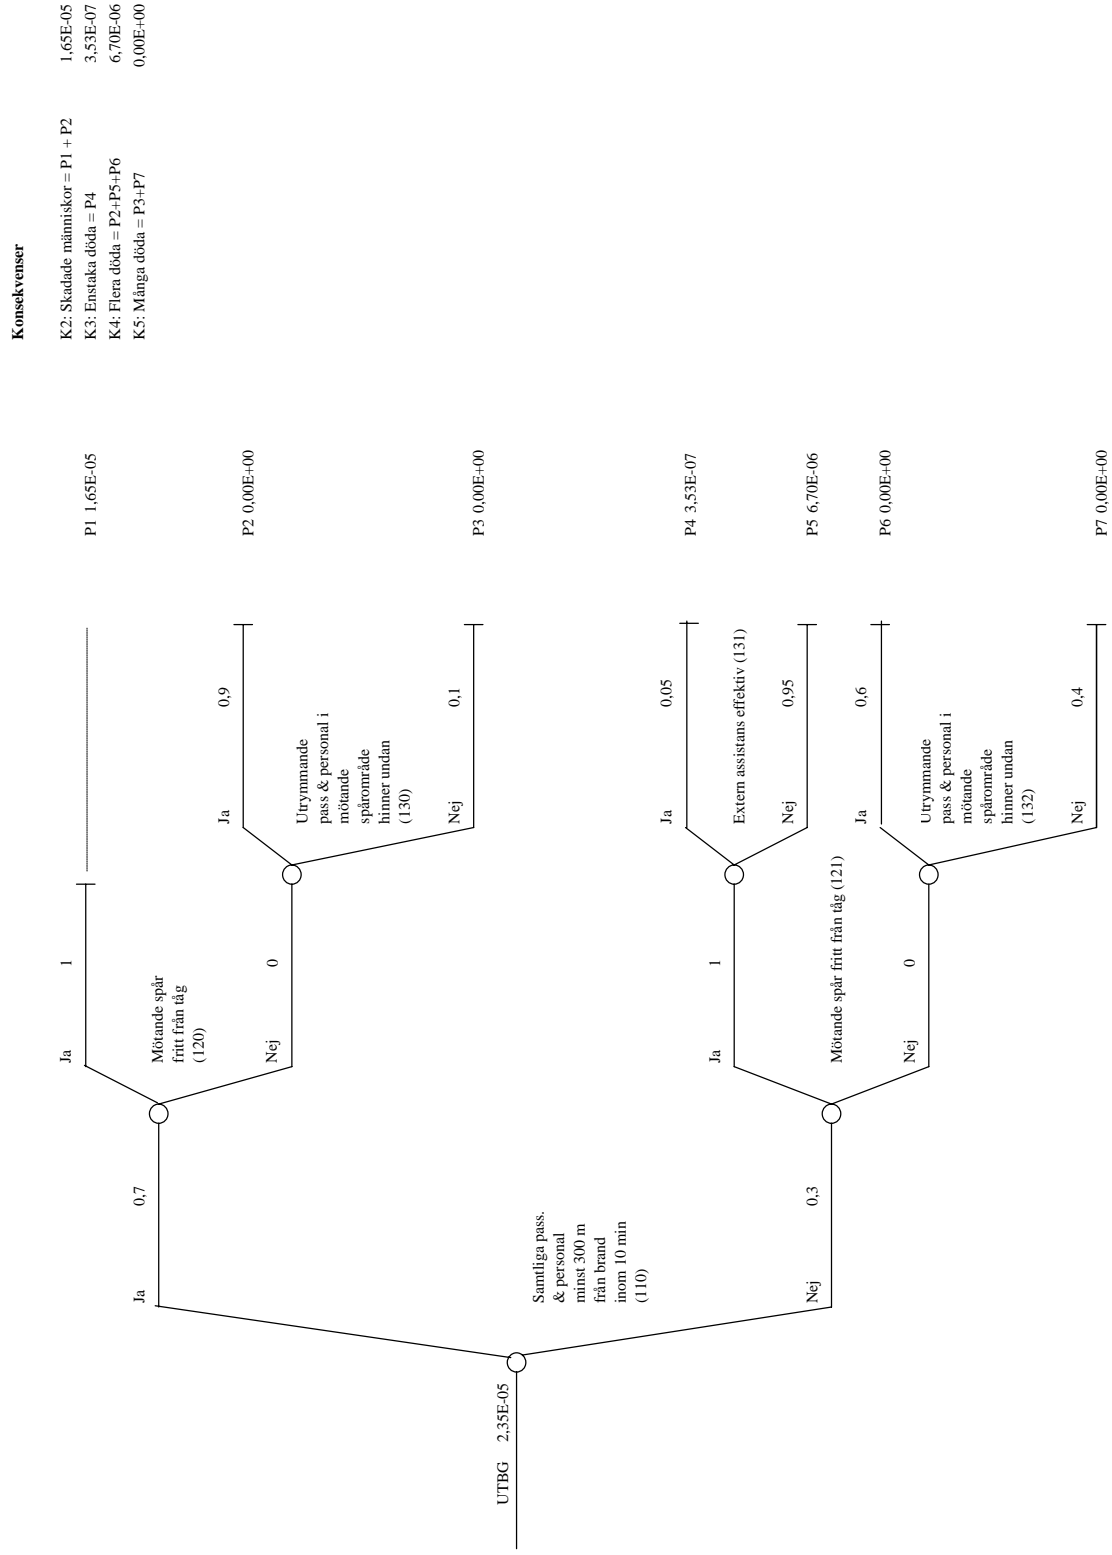 Konsekvenser
K2: Skadade människor = P1 + P2 1,65E-05
K3: Enstaka döda = P4 3,53E-07
K4: Flera döda = P2+P5+P6 6,70E-06
K5: Många döda = P3+P7 0,00E+00
UTBG 2,35E-05
Samtliga pass.
& personal
minst 300 m
från brand
inom 10 min
(110)
Ja 0,7
Nej 0,3
Mötande spår
fritt från tåg
(120)
Ja 1
Nej 0
Mötande spår fritt från tåg (121)
Ja 1
Nej 0
Utrymmande
pass & personal i
mötande
spårområde
hinner undan
(130)
Ja 0,9
Nej 0,1
Extern assistans effektiv (131)
Ja 0,05
Nej 0,95
Utrymmande
pass & personal i
mötande
spårområde
hinner undan
(132)
Ja 0,6
Nej 0,4
P1 1,65E-05
P2 0,00E+00
P3 0,00E+00
P4 3,53E-07
P5 6,70E-06
P6 0,00E+00
P7 0,00E+00